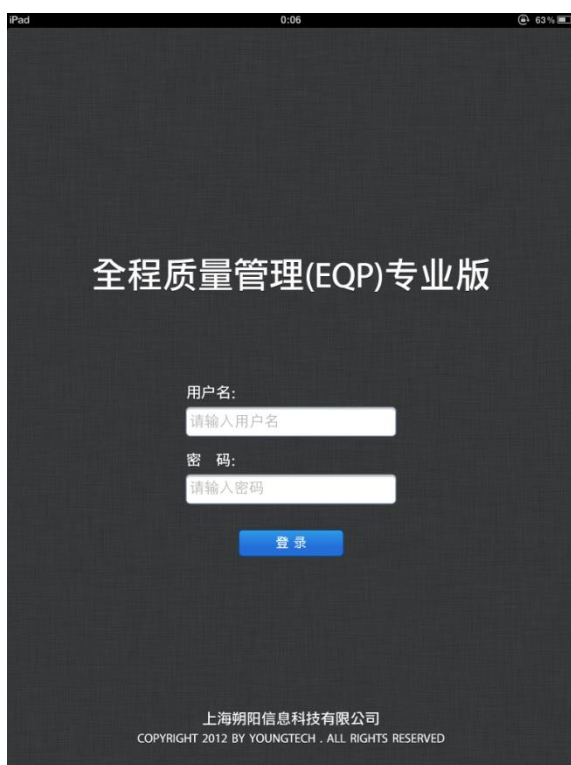 iPad 0:06 63%
全程质量管理(EQP)专业版
用户名:
请输入用户名
密 码:
请输入密码
登 录
上海朔阳信息科技有限公司
COPYRIGHT 2012 BY YOUNGTECH . ALL RIGHTS RESERVED